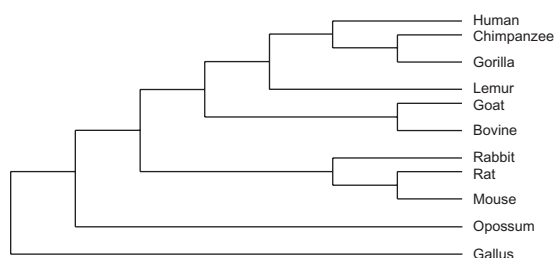 Human
Chimpanzee
Gorilla
Lemur
Goat
Bovine
Rabbit
Rat
Mouse
Opossum
Gallus